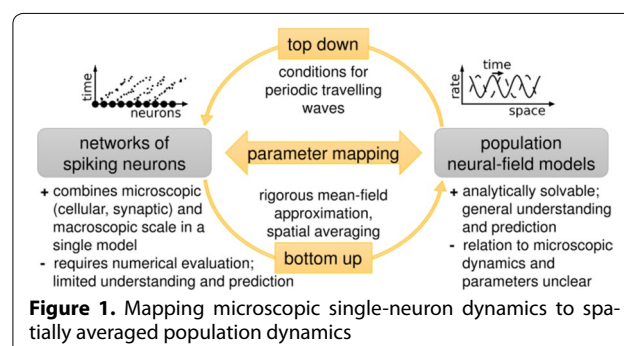 top down
conditions for
periodic travelling
waves
time
neurons
time
rate
space
networks of
spiking neurons
parameter mapping
population
neural-field models
+ combines microscopic
(cellular, synaptic) and
macroscopic scale in a
single model
- requires numerical evaluation;
limited understanding and prediction
rigorous mean-field
approximation,
spatial averaging
bottom up
+ analytically solvable;
general understanding
and prediction
- relation to microscopic
dynamics and
parameters unclear
Figure 1. Mapping microscopic single-neuron dynamics to spa-
tially averaged population dynamics